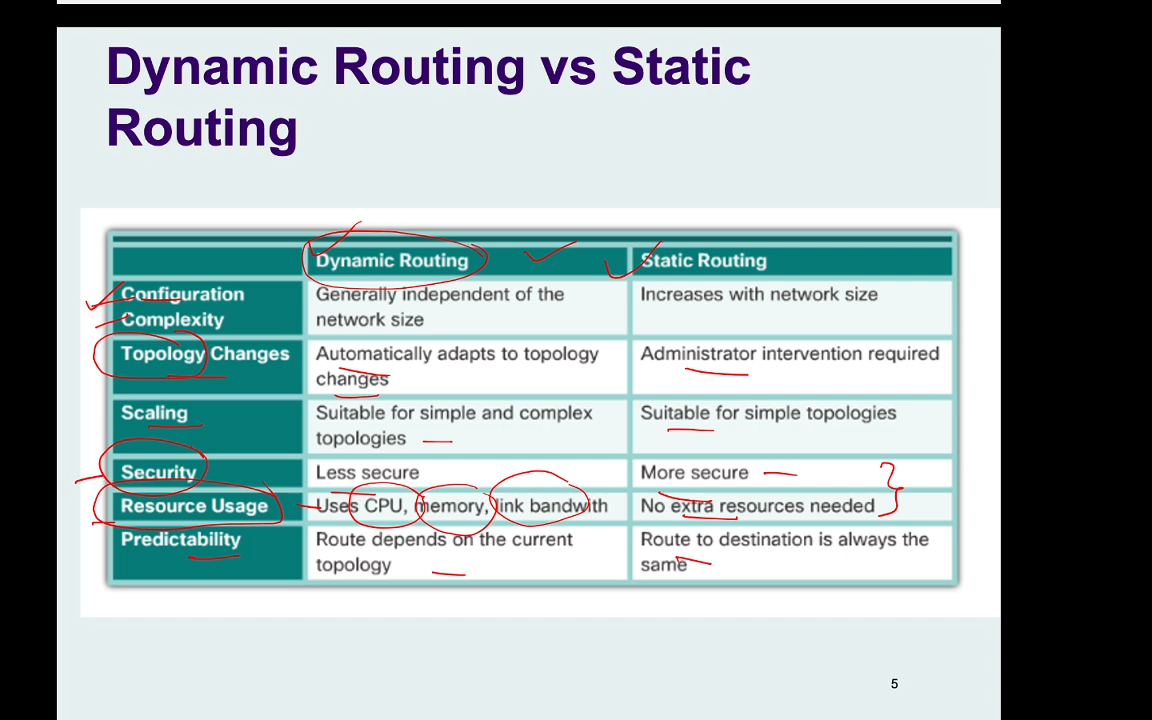 Dynamic Routing vs Static
Routing
Dynamic Routing
Static Routing
Configuration
Complexity
Generally independent of the
network size
Increases with network size
Topology Changes
Automatically adapts to topology
changes
Administrator intervention required
Scaling
Suitable for simple and complex
topologies
Suitable for simple topologies
Security
Less secure
More secure
Resource Usage
Uses CPU, memory, link bandwith
No extra resources needed
Predictability
Route depends on the current
topology
Route to destination is always the
same
5